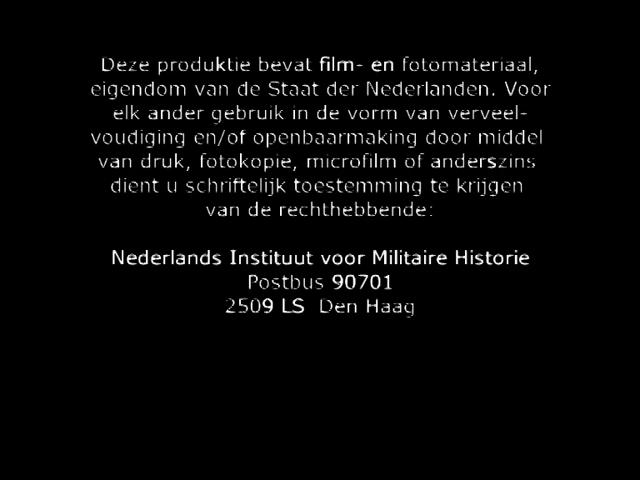 Deze produktie bevat film- en fotomateriaal,
eigendom van de Staat der Nederlanden. Voor
elk ander gebruik in de vorm van verveel-
voudiging en/of openbaarmaking door middel
van druk, fotokopie, microfilm of anderszins
dient u schriftelijk toestemming te krijgen
van de rechthebbende:
Nederlands Instituut voor Militaire Historie
Postbus 90701
2509 LS Den Haag